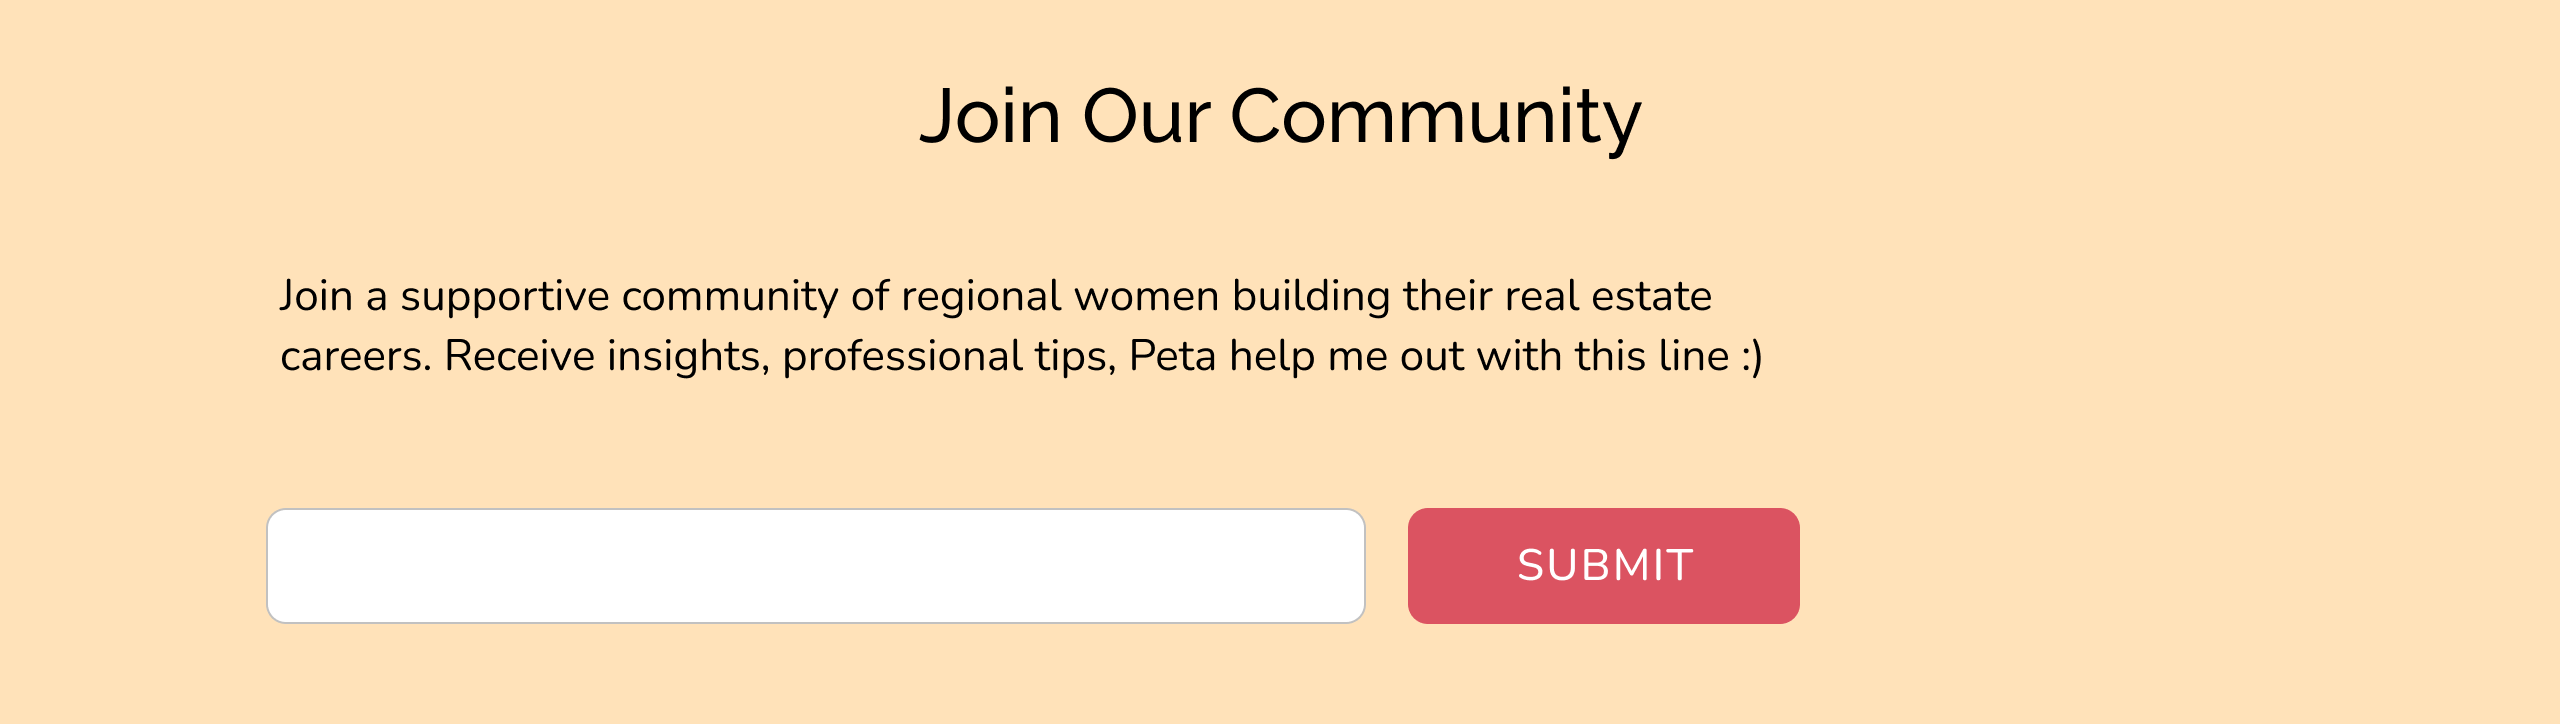 Join Our Community
Join a supportive community of regional women building their real estate
careers. Receive insights, professional tips, Peta help me out with this line :)
SUBMIT